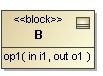 <<block>>
B
op1( in i1, out o1 )